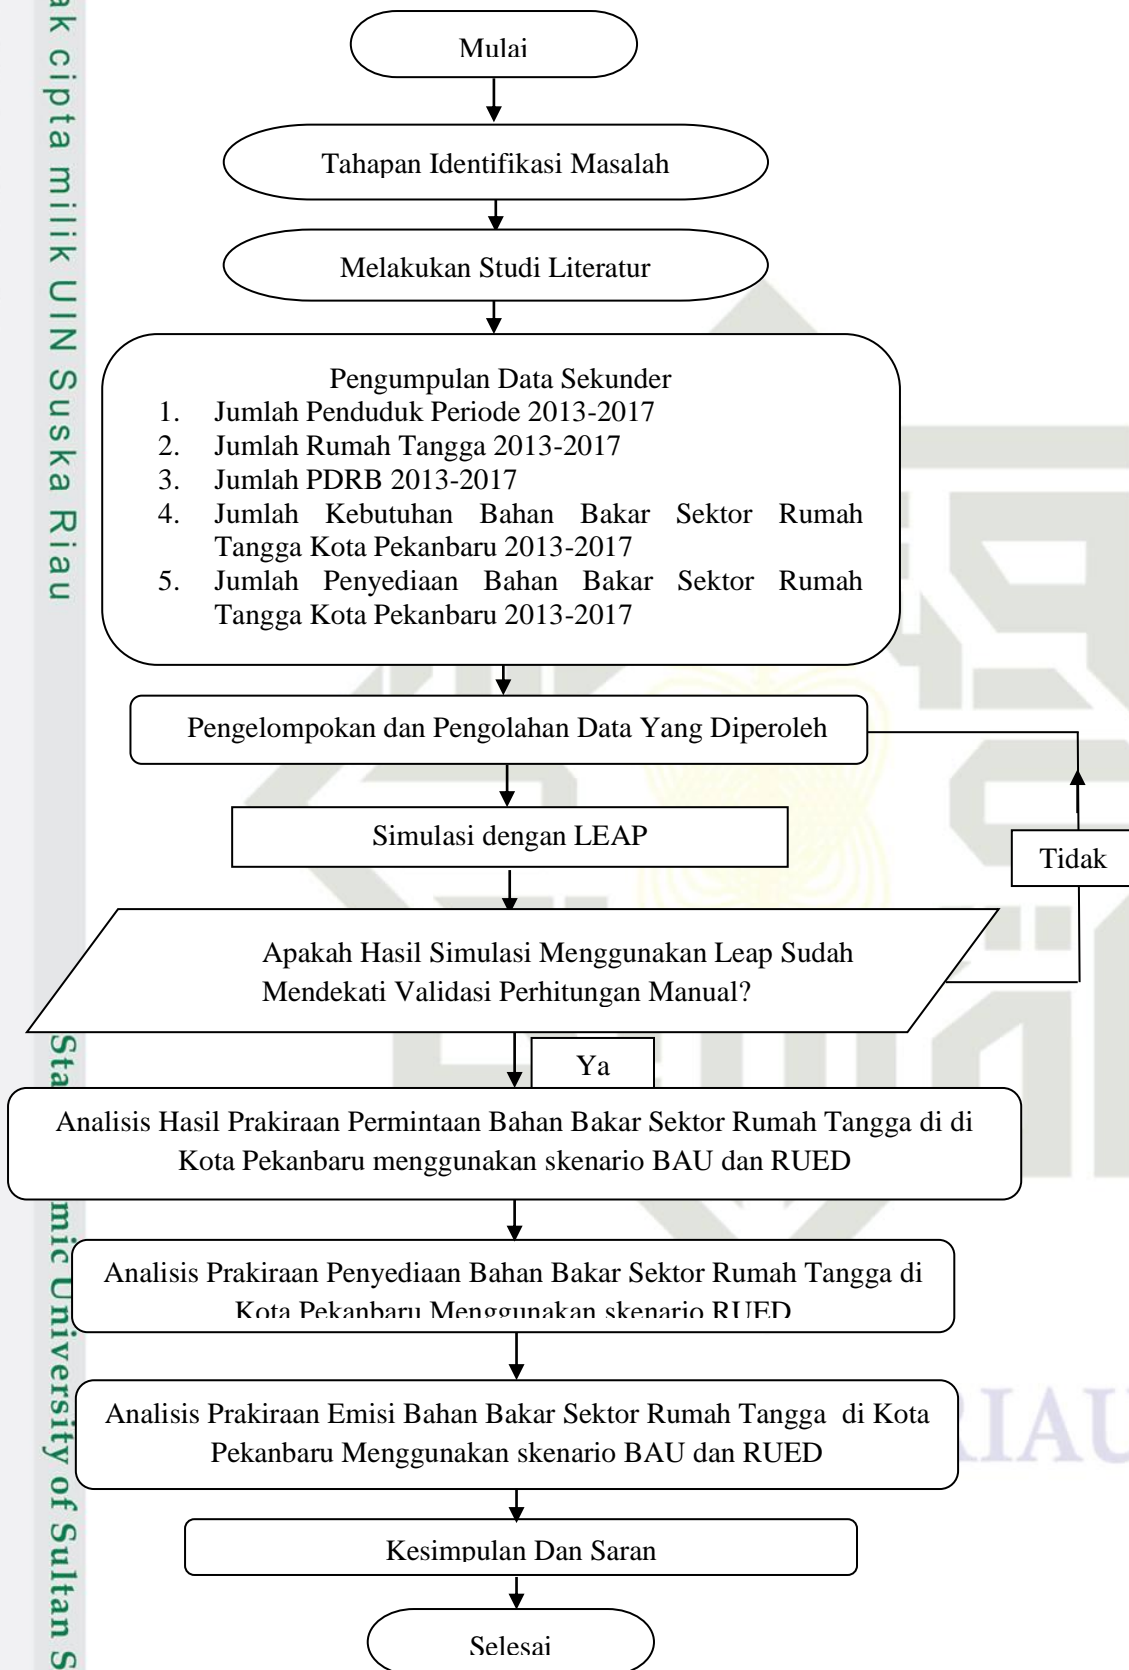 ak cipta milik UIN Suska Riau
Mulai
Tahapan Identifikasi Masalah
Melakukan Studi Literatur
Pengumpulan Data Sekunder
1. Jumlah Penduduk Periode 2013-2017
2. Jumlah Rumah Tangga 2013-2017
3. Jumlah PDRB 2013-2017
4. Jumlah Kebutuhan Bahan Bakar Sektor Rumah
Tangga Kota Pekanbaru 2013-2017
5. Jumlah Penyediaan Bahan Bakar Sektor Rumah
Tangga Kota Pekanbaru 2013-2017
Pengelompokan dan Pengolahan Data Yang Diperoleh
Simulasi dengan LEAP
Tidak
Apakah Hasil Simulasi Menggunakan Leap Sudah
Mendekati Validasi Perhitungan Manual?
Ya
Analisis Hasil Prakiraan Permintaan Bahan Bakar Sektor Rumah Tangga di di
Kota Pekanbaru menggunakan skenario BAU dan RUED
Analisis Prakiraan Penyediaan Bahan Bakar Sektor Rumah Tangga di
Kota Pekanbaru Menggunakan skenario RUED
Analisis Prakiraan Emisi Bahan Bakar Sektor Rumah Tangga di Kota
Pekanbaru Menggunakan skenario BAU dan RUED
Kesimpulan Dan Saran
Selesai
Sta mic University of Sultan S
RIAU